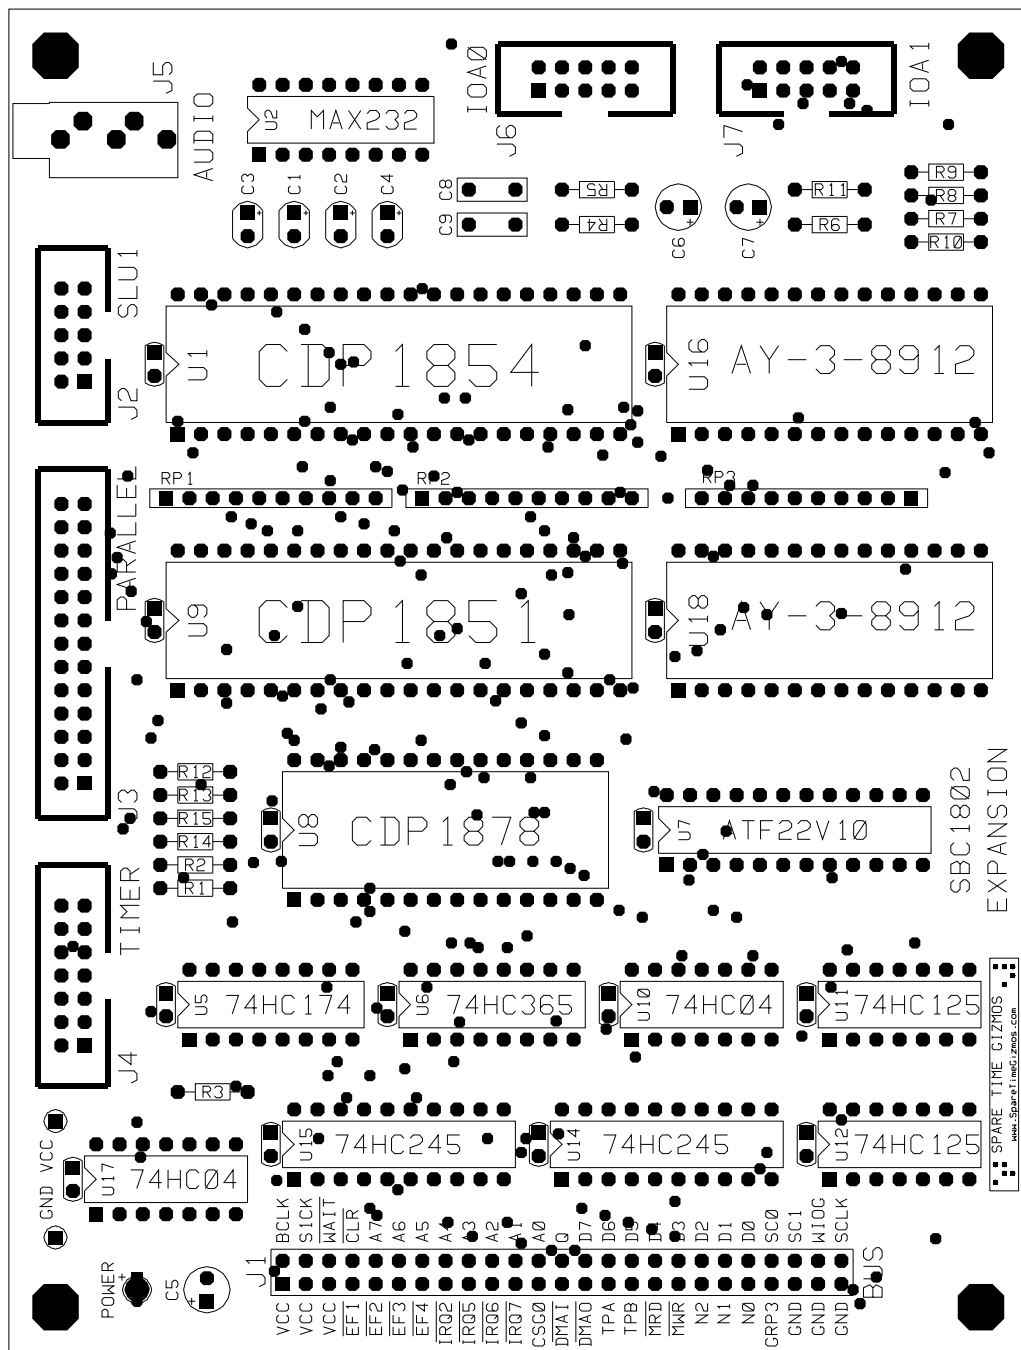 J5
AUDIO
U2
MAX232
IOA0
J6
IOA1
J7
C3
C1
C2
C4
C8
C9
R5
R4
C6
C7
R11
R6
R9
R8
R7
R10
SLU1
J2
U1
CDP1854
U16
AY-3-8912
RP1
RP2
RP3
PARALLEL
J3
U9
CDP1851
U18
AY-3-8912
R12
R13
R15
R14
R2
R1
U8
CDP1878
U7
ATF22V10
SBC1802
EXPANSION
TIMER
J4
U5
74HC174
U6
74HC365
U10
74HC04
U11
74HC125
SPARE TIME GIZMOS
www.SpareTimeGizmos.com
R3
GND VCC
U17
74HC04
U15
74HC245
U14
74HC245
U12
74HC125
POWER
C5
J1
BUS
BCLK
S1CK
WAIT
CLR
A7
A6
A5
A4
A3
A2
A1
A0
Q
D7
D6
D5
D4
D3
D2
D1
D0
SC0
SC1
WIOG
SCLK
VCC
VCC
VCC
EF1
EF2
EF3
EF4
IRQ2
IRQ5
IRQ6
IRQ7
CSG0
DMAI
DMAO
TPA
TPB
MRD
MWR
N2
N1
N0
GRP3
GND
GND
GND